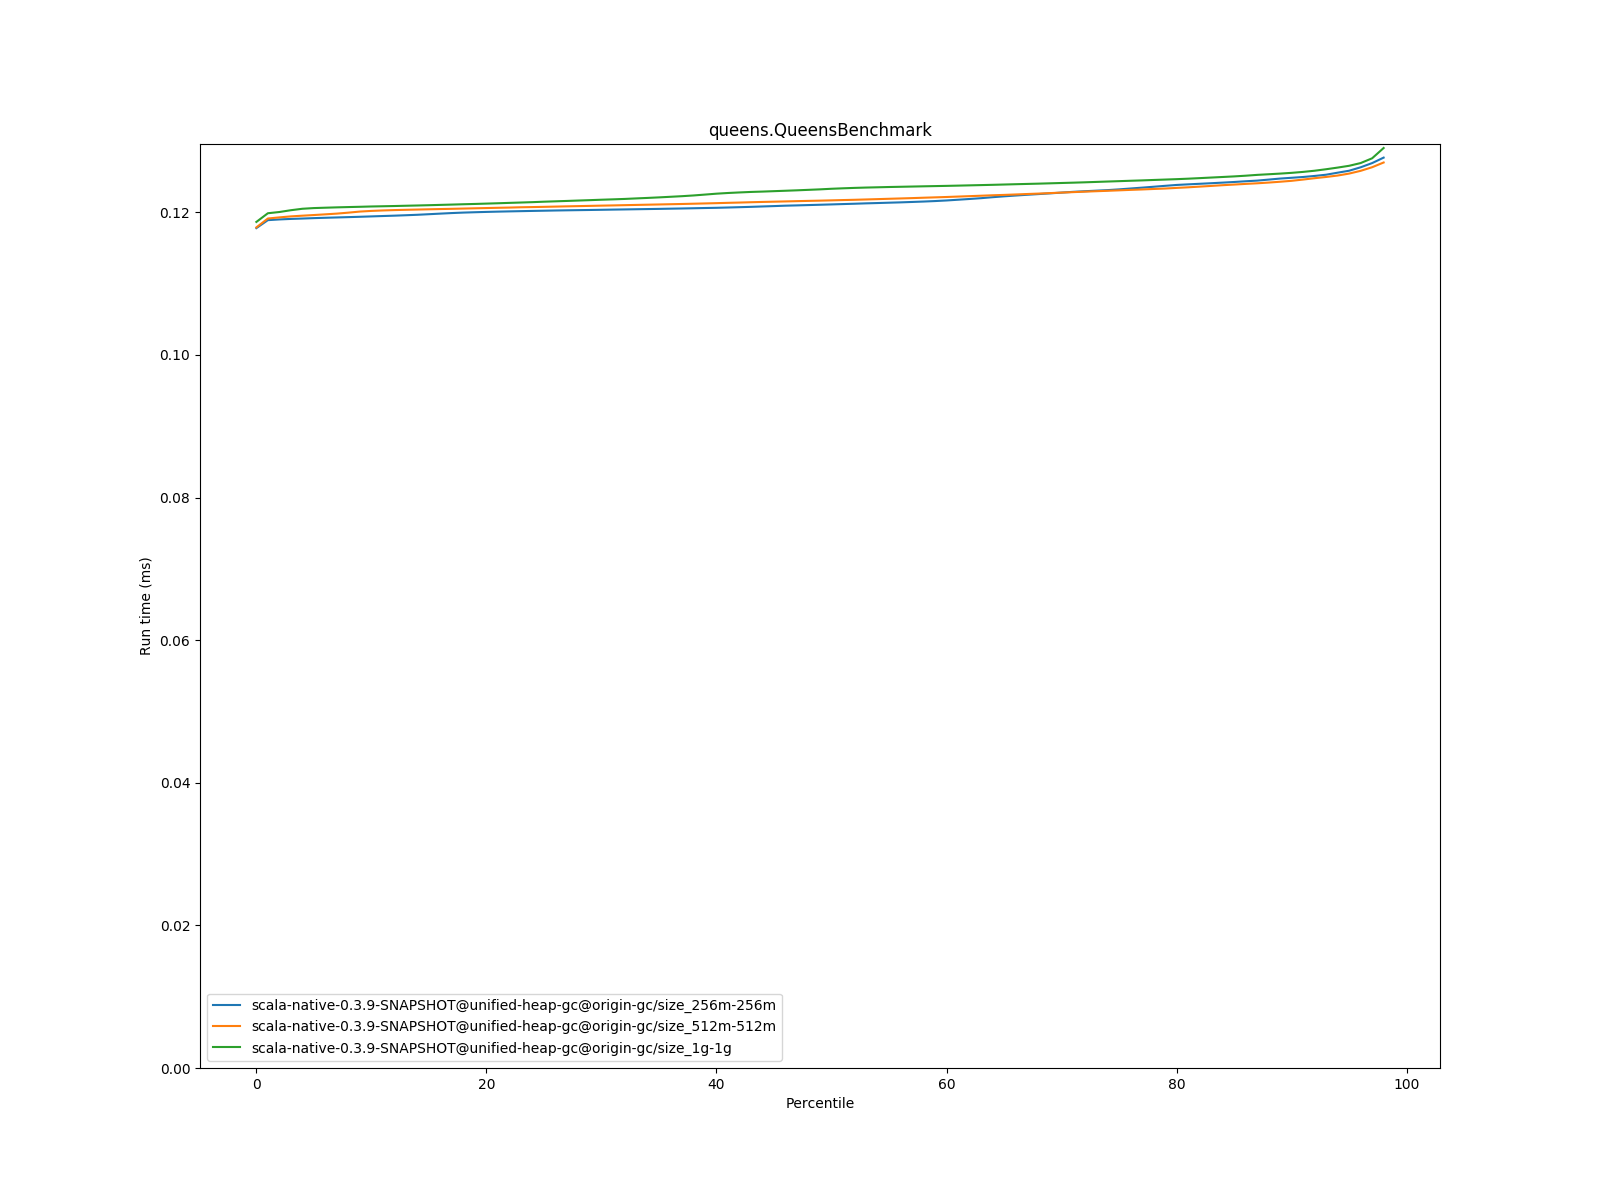 queens.QueensBenchmark
0.12
0.10
0.08
0.06
0.04
0.02
0.00
Run time (ms)
scala-native-0.3.9-SNAPSHOT@unified-heap-gc@origin-gc/size_256m-256m
scala-native-0.3.9-SNAPSHOT@unified-heap-gc@origin-gc/size_512m-512m
scala-native-0.3.9-SNAPSHOT@unified-heap-gc@origin-gc/size_1g-1g
0 20 40 60 80 100
Percentile